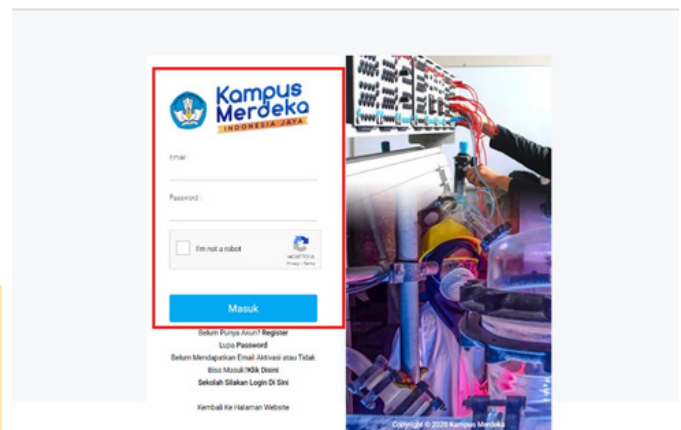 Kampus
Merdeka
INDONESIA JAYA
Email :
Password :
I'm not a robot
reCAPTCHA
Privacy - Terms
Masuk
Belum Punya Akun? Register
Lupa Password
Belum Mendapatkan Email Aktivasi atau Tidak
Bisa Masuk?Klik Disini
Sekolah Silakan Login Di Sini
Kembali Ke Halaman Website
Copyright © 2020 Kampus Merdeka